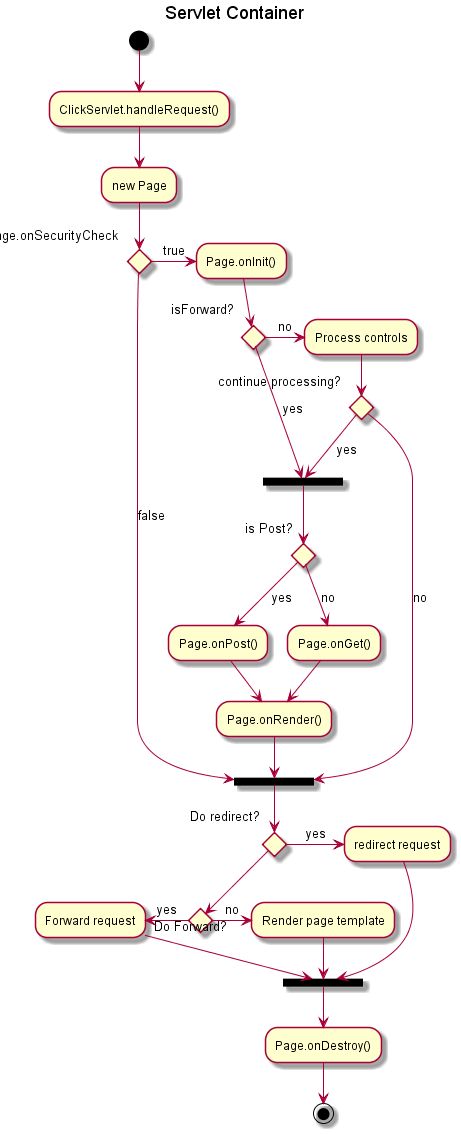 Servlet Container
ClickServlet.handleRequest()
new Page
age.onSecurityCheck
true
Page.onInit()
isForward?
no
Process controls
continue processing?
yes
yes
false
is Post?
yes
no
no
Page.onPost()
Page.onGet()
Page.onRender()
Do redirect?
yes
redirect request
yes
no
Forward request
Do Forward?
Render page template
Page.onDestroy()